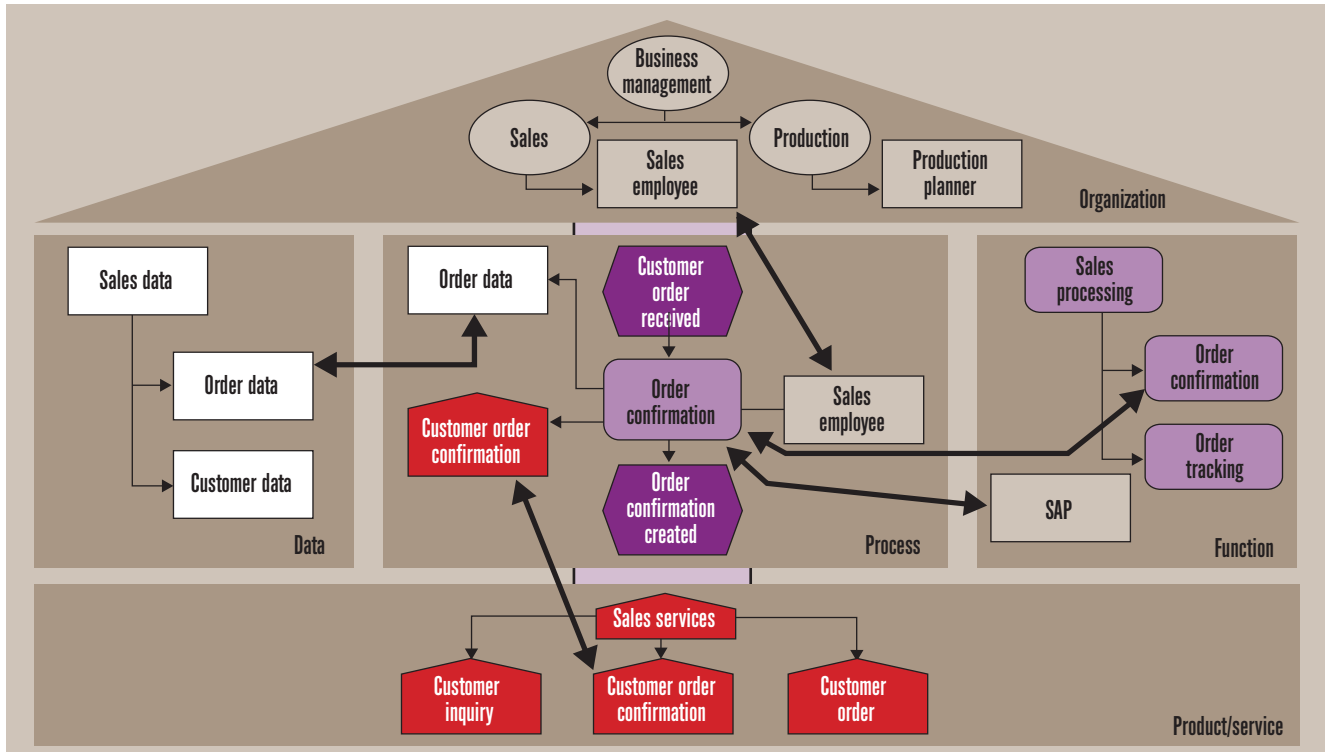 Business
management
Sales
Production
Sales
employee
Production
planner
Organization
Sales data
Order data
Customer data
Data
Order data
Customer
order
received
Order
confirmation
Sales
employee
Customer order
confirmation
Order
confirmation
created
Process
Sales
processing
Order
confirmation
Order
tracking
SAP
Function
Sales services
Customer
inquiry
Customer order
confirmation
Customer
order
Product/service